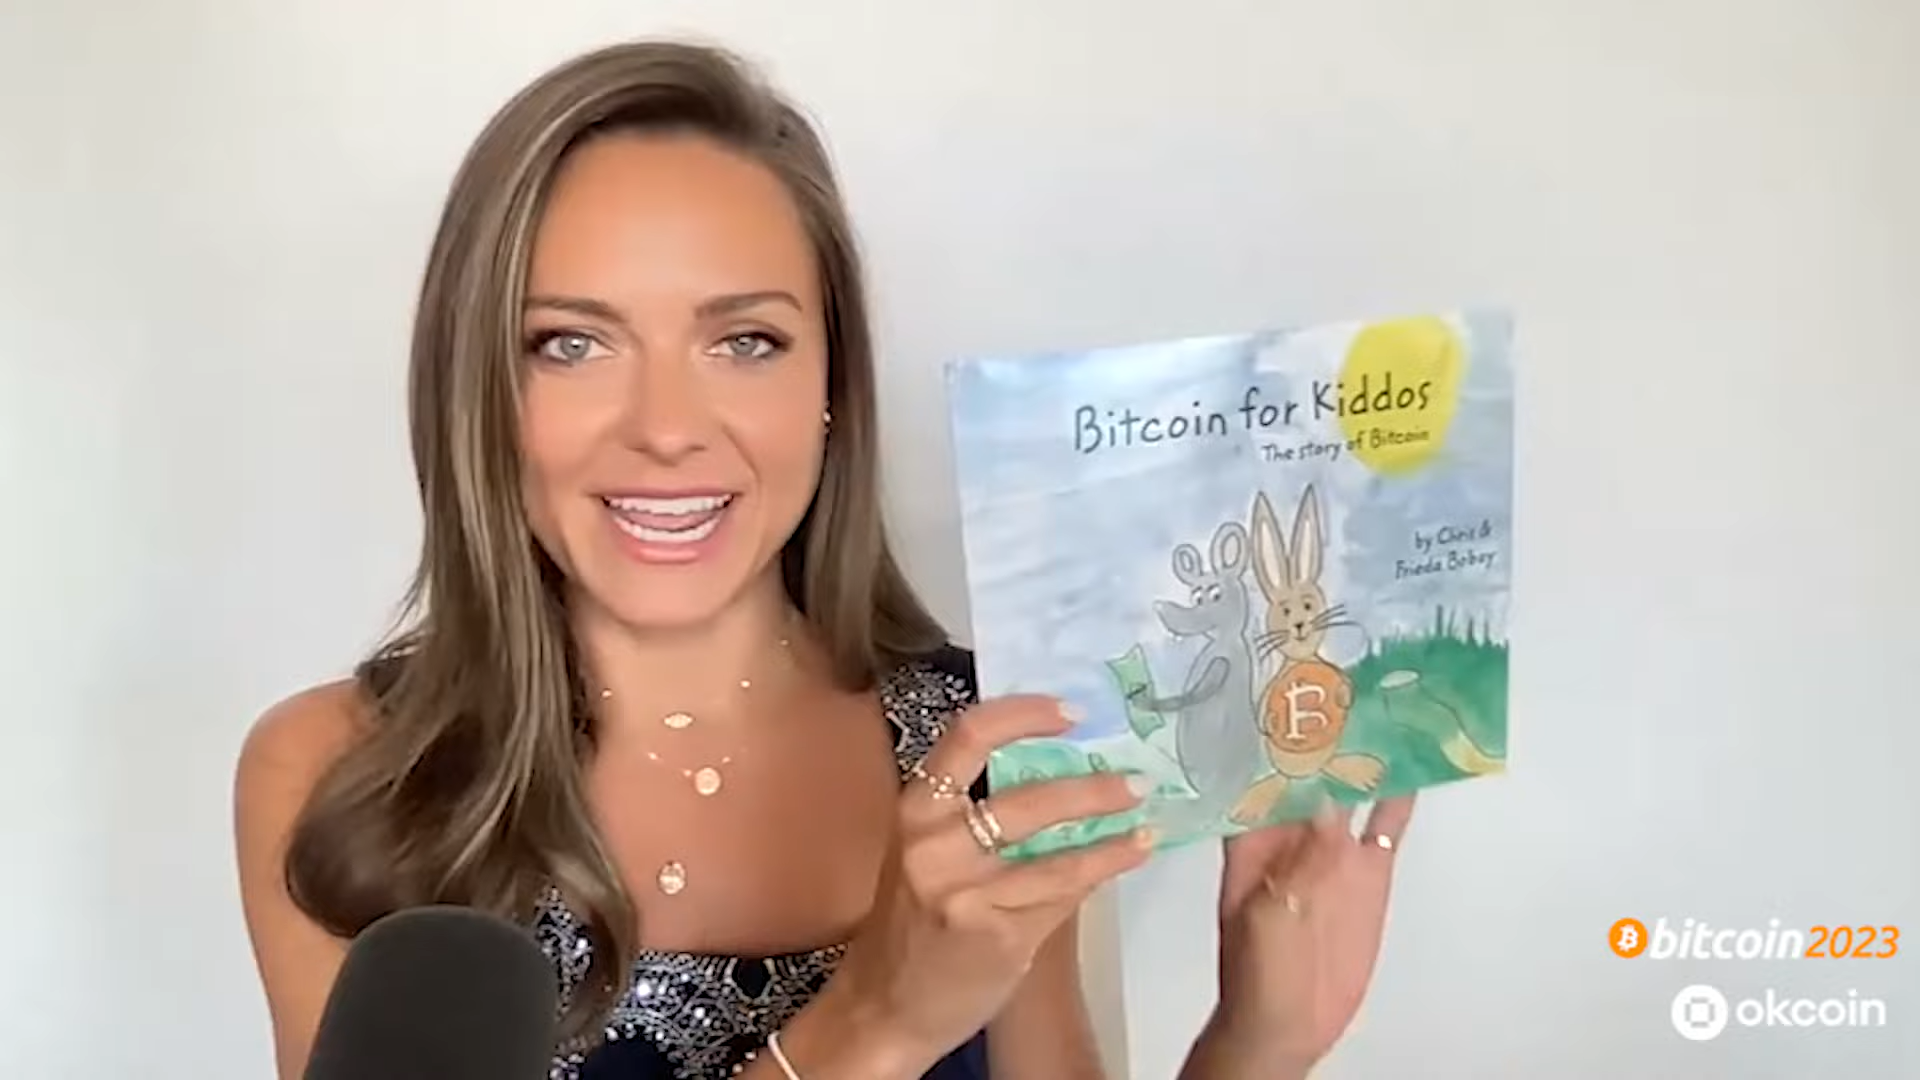 Bitcoin for Kiddos
The story of Bitcoin
by Chris &
Frieda Bobay
B
bitcoin2023
okcoin